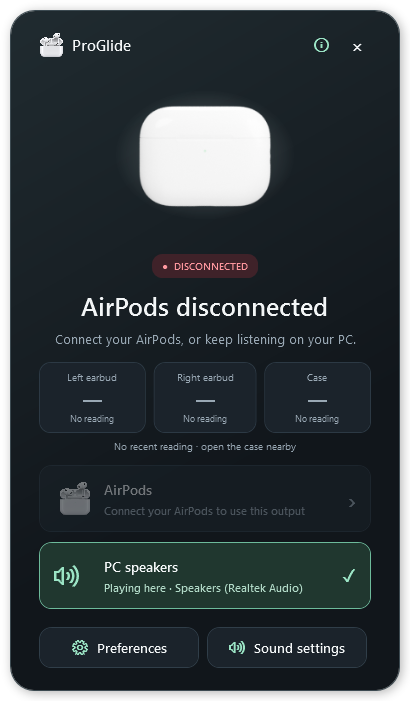 ProGlide
DISCONNECTED
AirPods disconnected
Connect your AirPods, or keep listening on your PC.
Left earbud
—
No reading
Right earbud
—
No reading
Case
—
No reading
No recent reading · open the case nearby
AirPods
Connect your AirPods to use this output
PC speakers
Playing here · Speakers (Realtek Audio)
Preferences
Sound settings